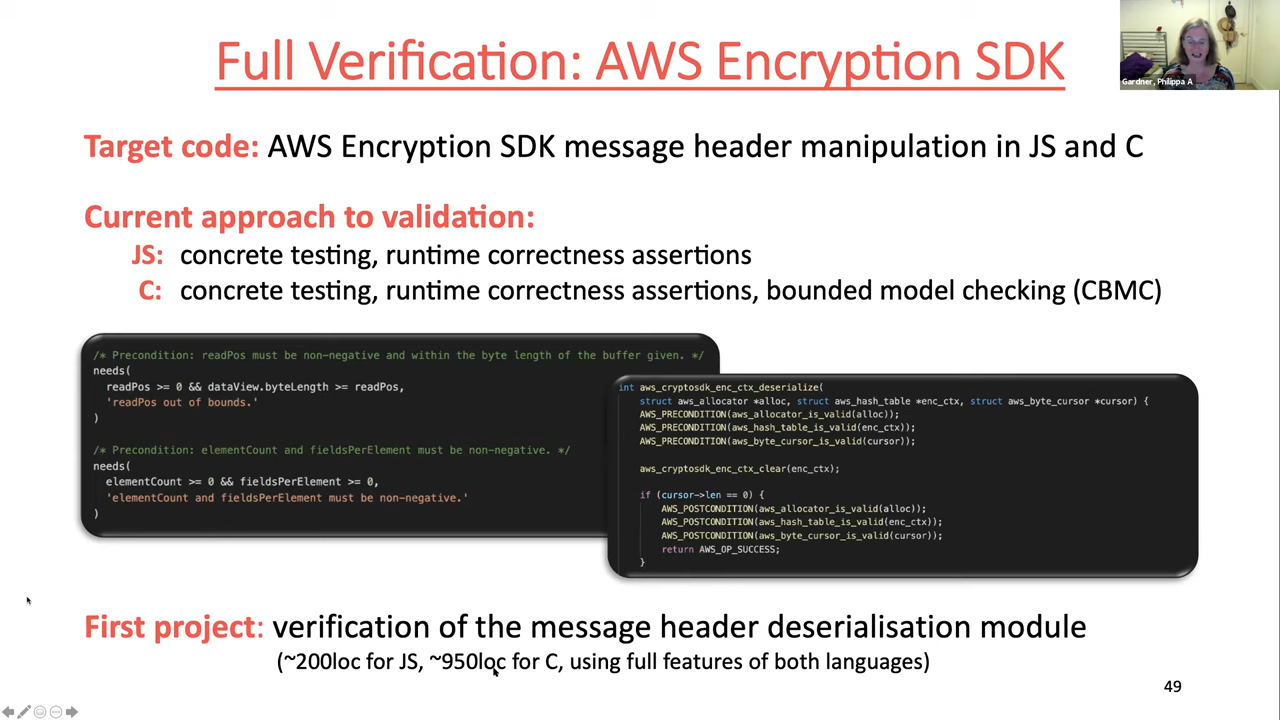 Full Verification: AWS Encryption SDK
Gardner, Philippa A
Target code: AWS Encryption SDK message header manipulation in JS and C
Current approach to validation:
JS: concrete testing, runtime correctness assertions
C: concrete testing, runtime correctness assertions, bounded model checking (CBMC)
/* Precondition: readPos must be non-negative and within the byte length of the buffer given. */
needs(
readPos >= 0 && dataView.byteLength >= readPos,
'readPos out of bounds.'
)
/* Precondition: elementCount and fieldsPerElement must be non-negative. */
needs(
elementCount >= 0 && fieldsPerElement >= 0,
'elementCount and fieldsPerElement must be non-negative.'
)
int aws_cryptosdk_enc_ctx_deserialize(
struct aws_allocator *alloc, struct aws_hash_table *enc_ctx, struct aws_byte_cursor *cursor) {
AWS_PRECONDITION(aws_allocator_is_valid(alloc));
AWS_PRECONDITION(aws_hash_table_is_valid(enc_ctx));
AWS_PRECONDITION(aws_byte_cursor_is_valid(cursor));
aws_cryptosdk_enc_ctx_clear(enc_ctx);
if (cursor->len == 0) {
AWS_POSTCONDITION(aws_allocator_is_valid(alloc));
AWS_POSTCONDITION(aws_hash_table_is_valid(enc_ctx));
AWS_POSTCONDITION(aws_byte_cursor_is_valid(cursor));
return AWS_OP_SUCCESS;
}
First project: verification of the message header deserialisation module
(~200loc for JS, ~950loc for C, using full features of both languages)
49